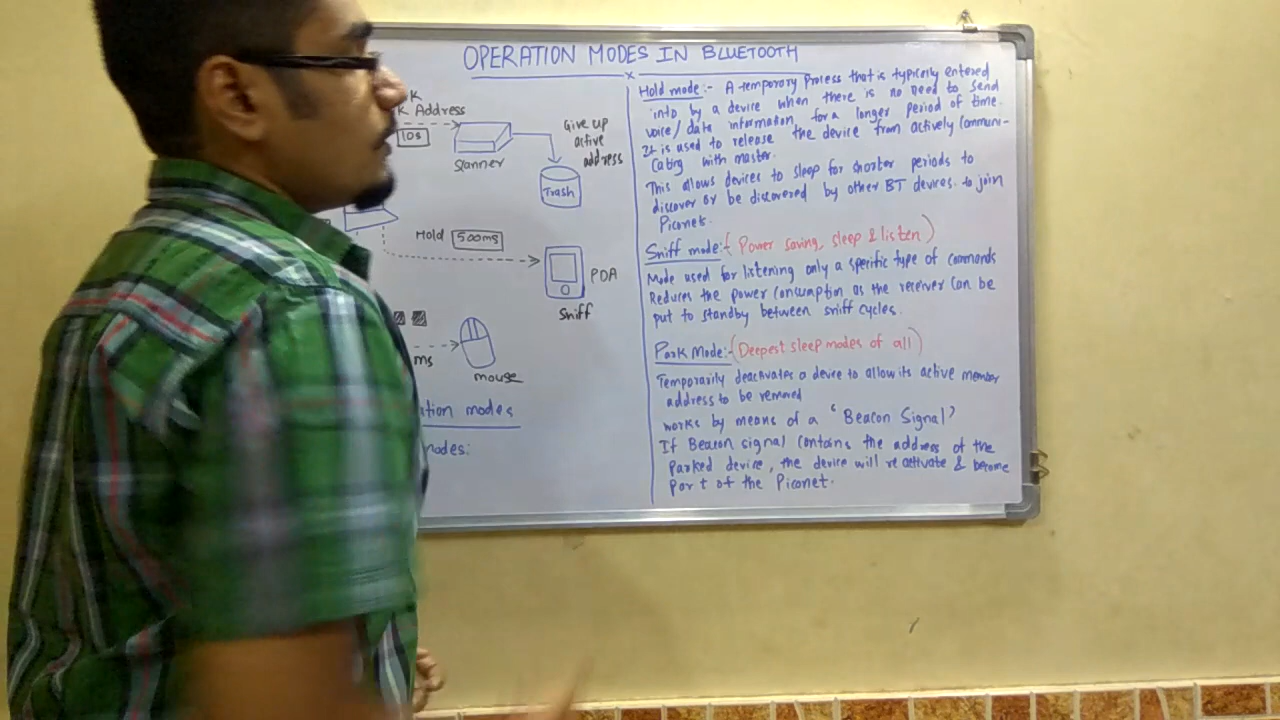 OPERATION MODES IN BLUETOOTH
K
K Address
10s
Scanner
Give up
active
address
Trash
Hold 500ms
PDA
Sniff
ms
mouse
tion modes
modes:
Hold mode:- A temporary Process that is typically entered
into by a device when there is no need to send
voice/data information for a longer period of time.
It is used to release the device from actively Communi-
cating with master.
This allows devices to sleep for shorter periods to
discover or be discovered by other BT devices. to join
Piconets.
Sniff mode:- (Power saving, sleep & listen)
Mode used for listening only a specific type of commands
Reduces the power consumption as the receiver can be
put to standby between sniff cycles.
Park Mode:- (Deepest sleep modes of all)
Temporarily deactivates a device to allow its active member
address to be removed
works by means of a "Beacon Signal"
If Beacon signal contains the address of the
parked device, the device will re activate & become
part of the Piconet.